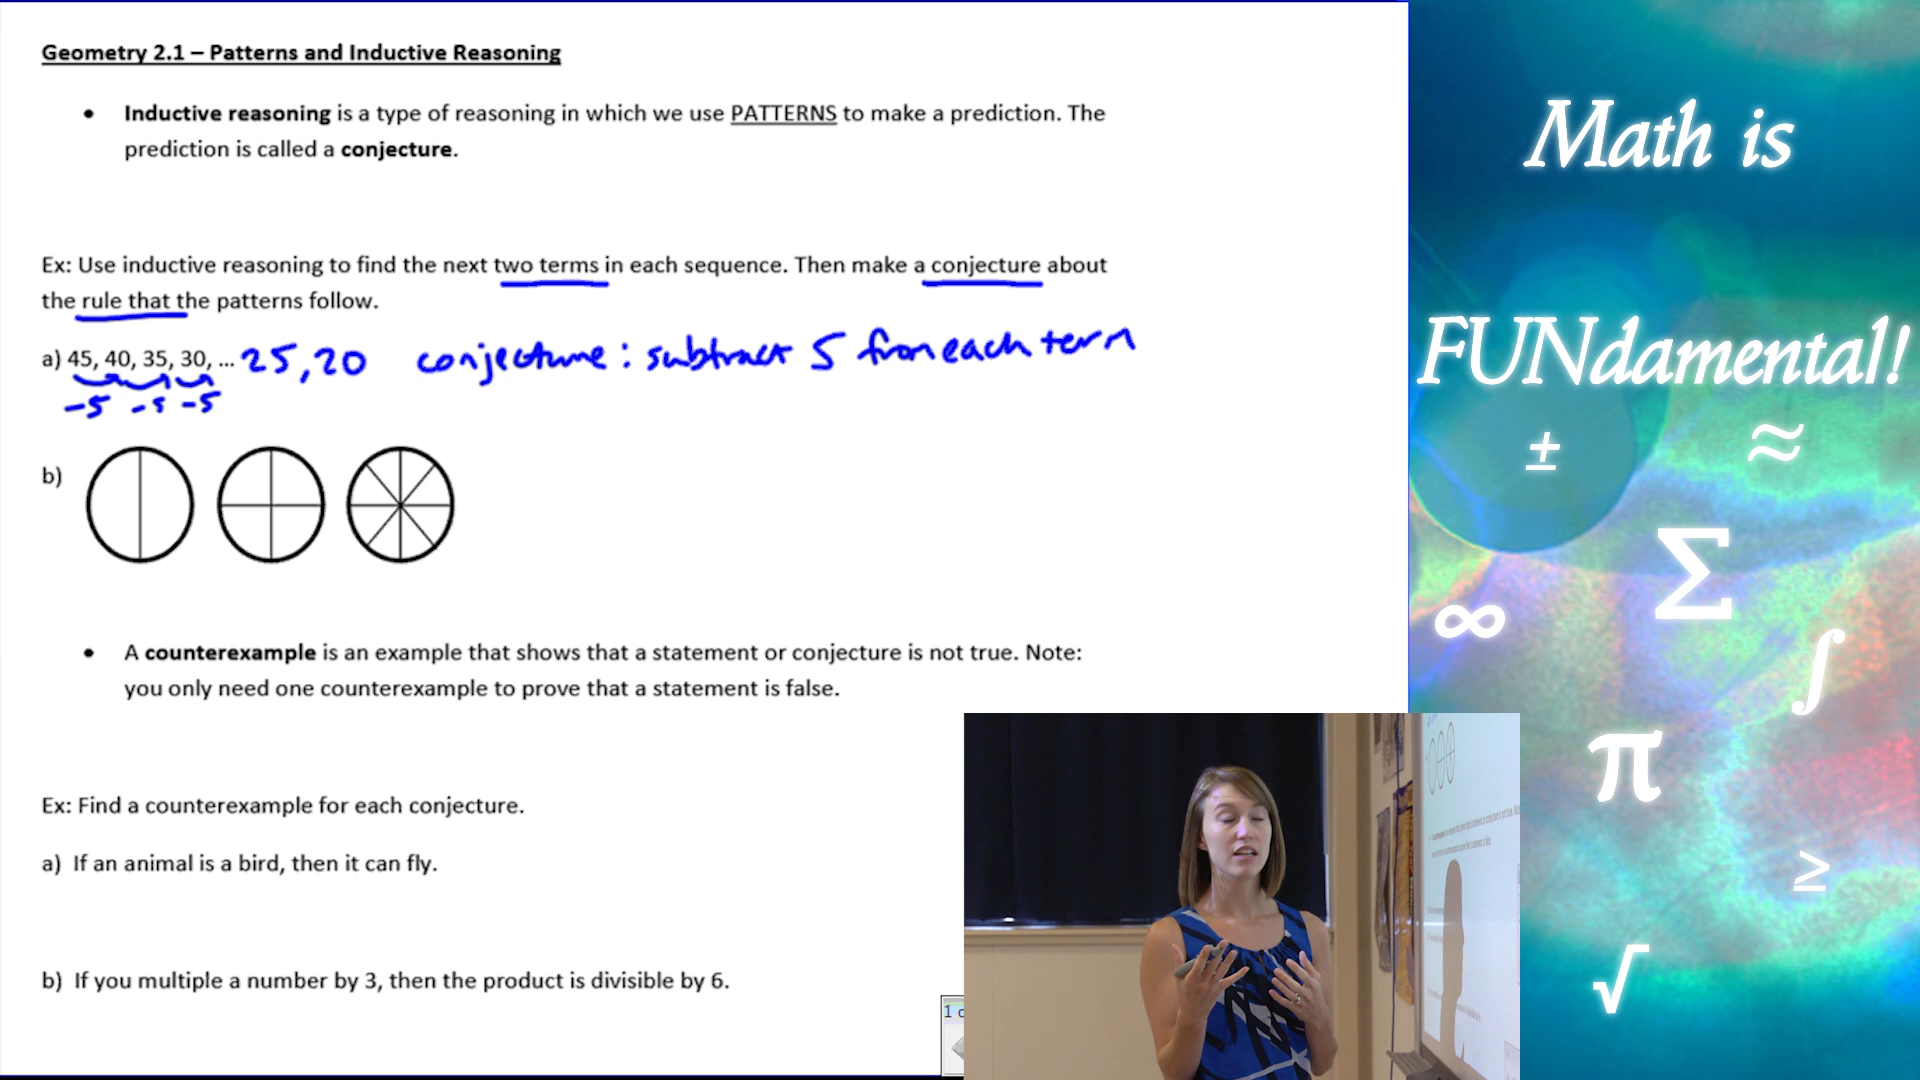 Geometry 2.1 – Patterns and Inductive Reasoning
• Inductive reasoning is a type of reasoning in which we use PATTERNS to make a prediction. The
prediction is called a conjecture.
Ex: Use inductive reasoning to find the next two terms in each sequence. Then make a conjecture about
the rule that the patterns follow.
a) 45, 40, 35, 30, ... 25, 20 conjecture: subtract 5 from each term
-5 -5 -5
b)
• A counterexample is an example that shows that a statement or conjecture is not true. Note:
you only need one counterexample to prove that a statement is false.
Ex: Find a counterexample for each conjecture.
a) If an animal is a bird, then it can fly.
b) If you multiple a number by 3, then the product is divisible by 6.
Math is
FUNdamental!
± ≈
Σ
∞
∫
π
≥
√